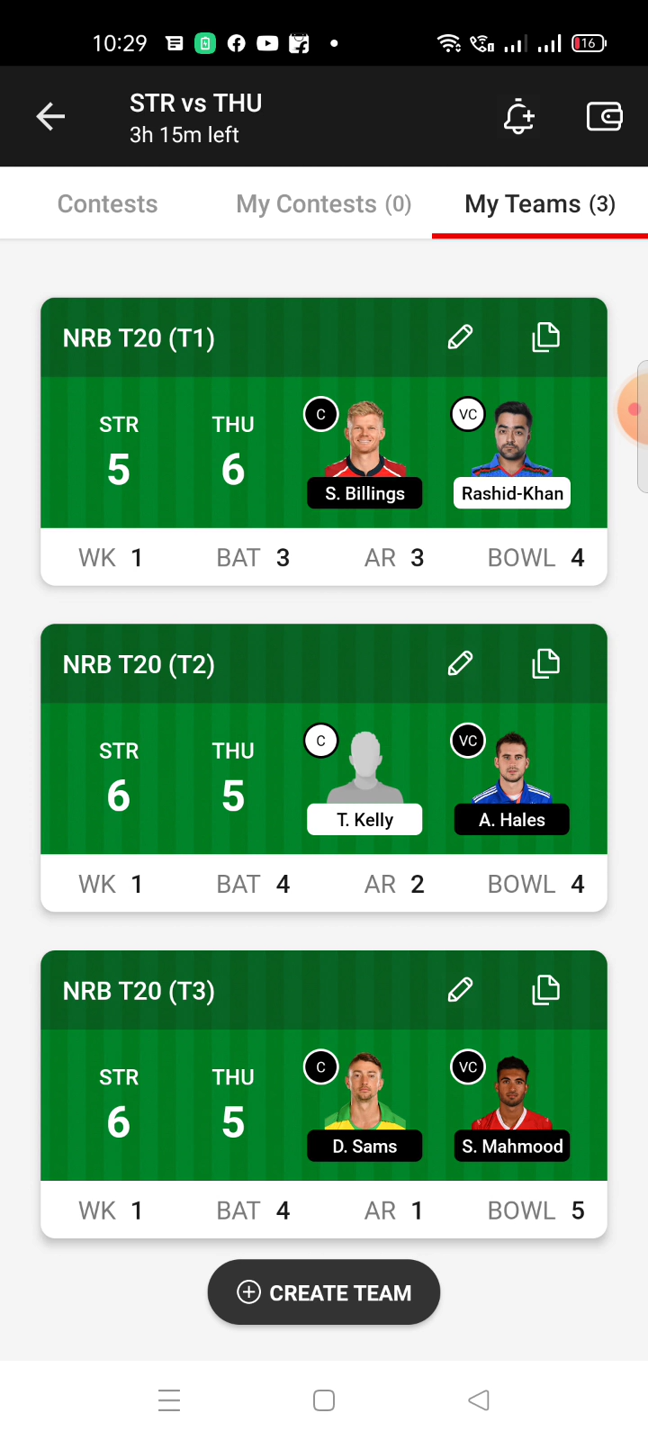 10:29
16
STR vs THU
3h 15m left
Contests
My Contests (0)
My Teams (3)
NRB T20 (T1)
STR
THU
5
6
C
VC
S. Billings
Rashid-Khan
WK 1
BAT 3
AR 3
BOWL 4
NRB T20 (T2)
STR
THU
6
5
C
VC
T. Kelly
A. Hales
WK 1
BAT 4
AR 2
BOWL 4
NRB T20 (T3)
STR
THU
6
5
C
VC
D. Sams
S. Mahmood
WK 1
BAT 4
AR 1
BOWL 5
CREATE TEAM